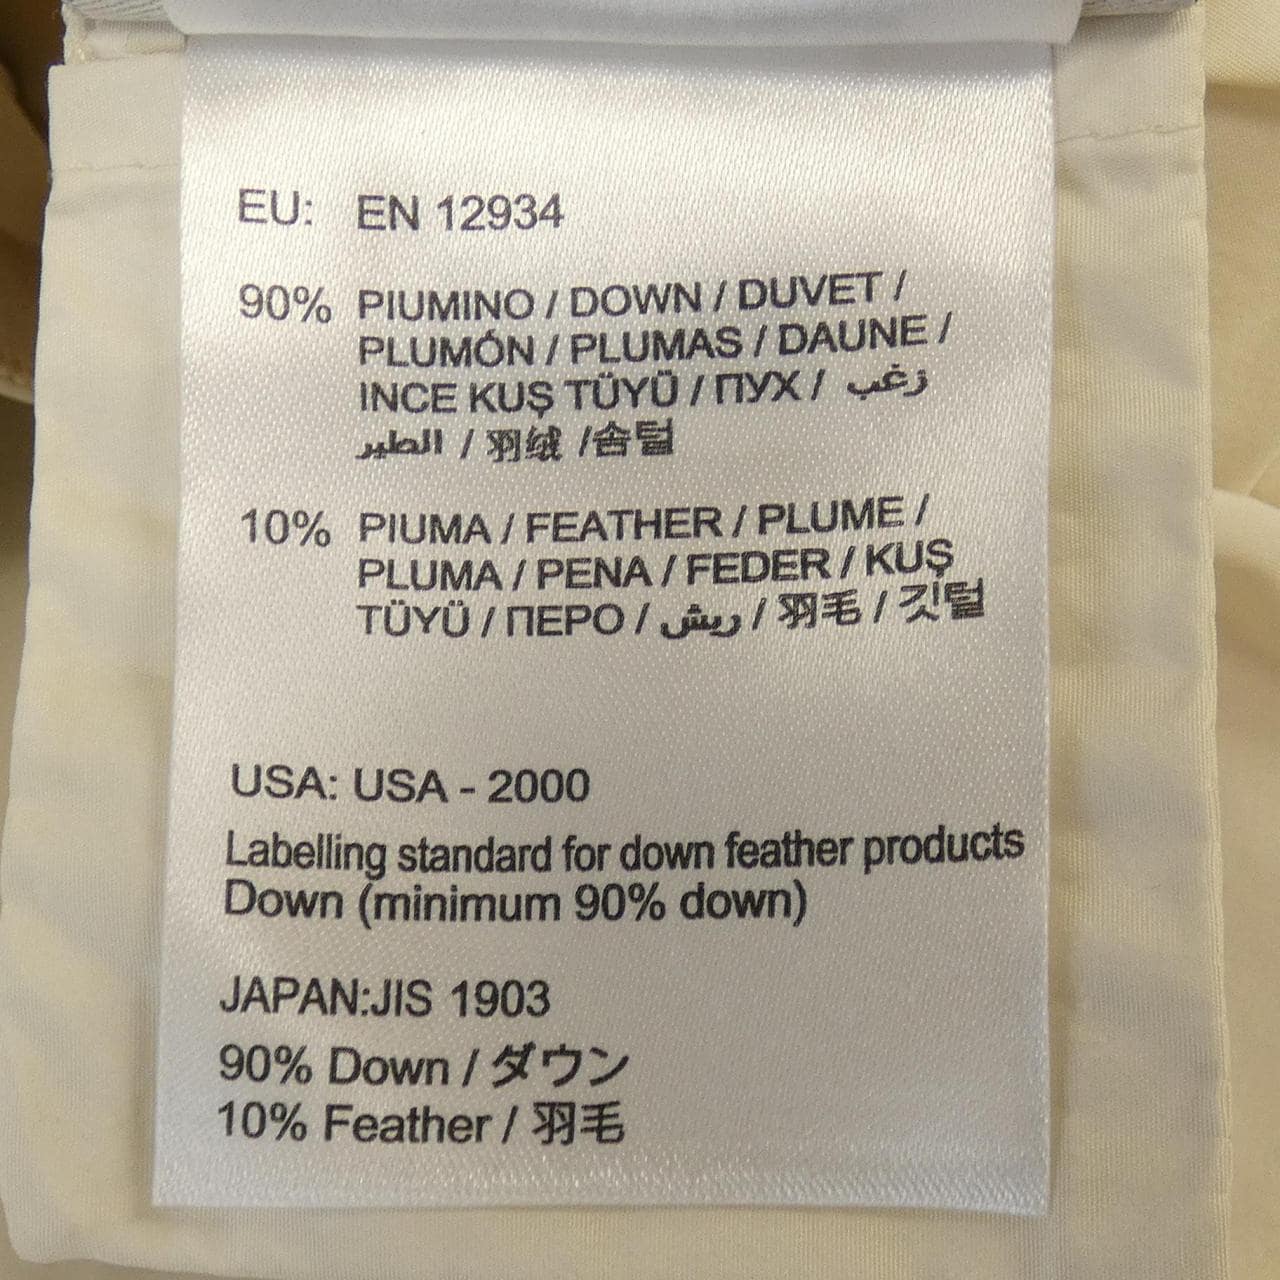 EU: EN 12934
90% PIUMINO / DOWN / DUVET /
PLUMÓN / PLUMAS / DAUNE /
INCE KUŞ TÜYÜ / ПУХ / زغب
الطير / 羽绒 /솜털
10% PIUMA / FEATHER / PLUME /
PLUMA / PENA / FEDER / KUŞ
TÜYÜ / ПЕРО / ريش / 羽毛 / 깃털
USA: USA - 2000
Labelling standard for down feather products
Down (minimum 90% down)
JAPAN:JIS 1903
90% Down / ダウン
10% Feather / 羽毛